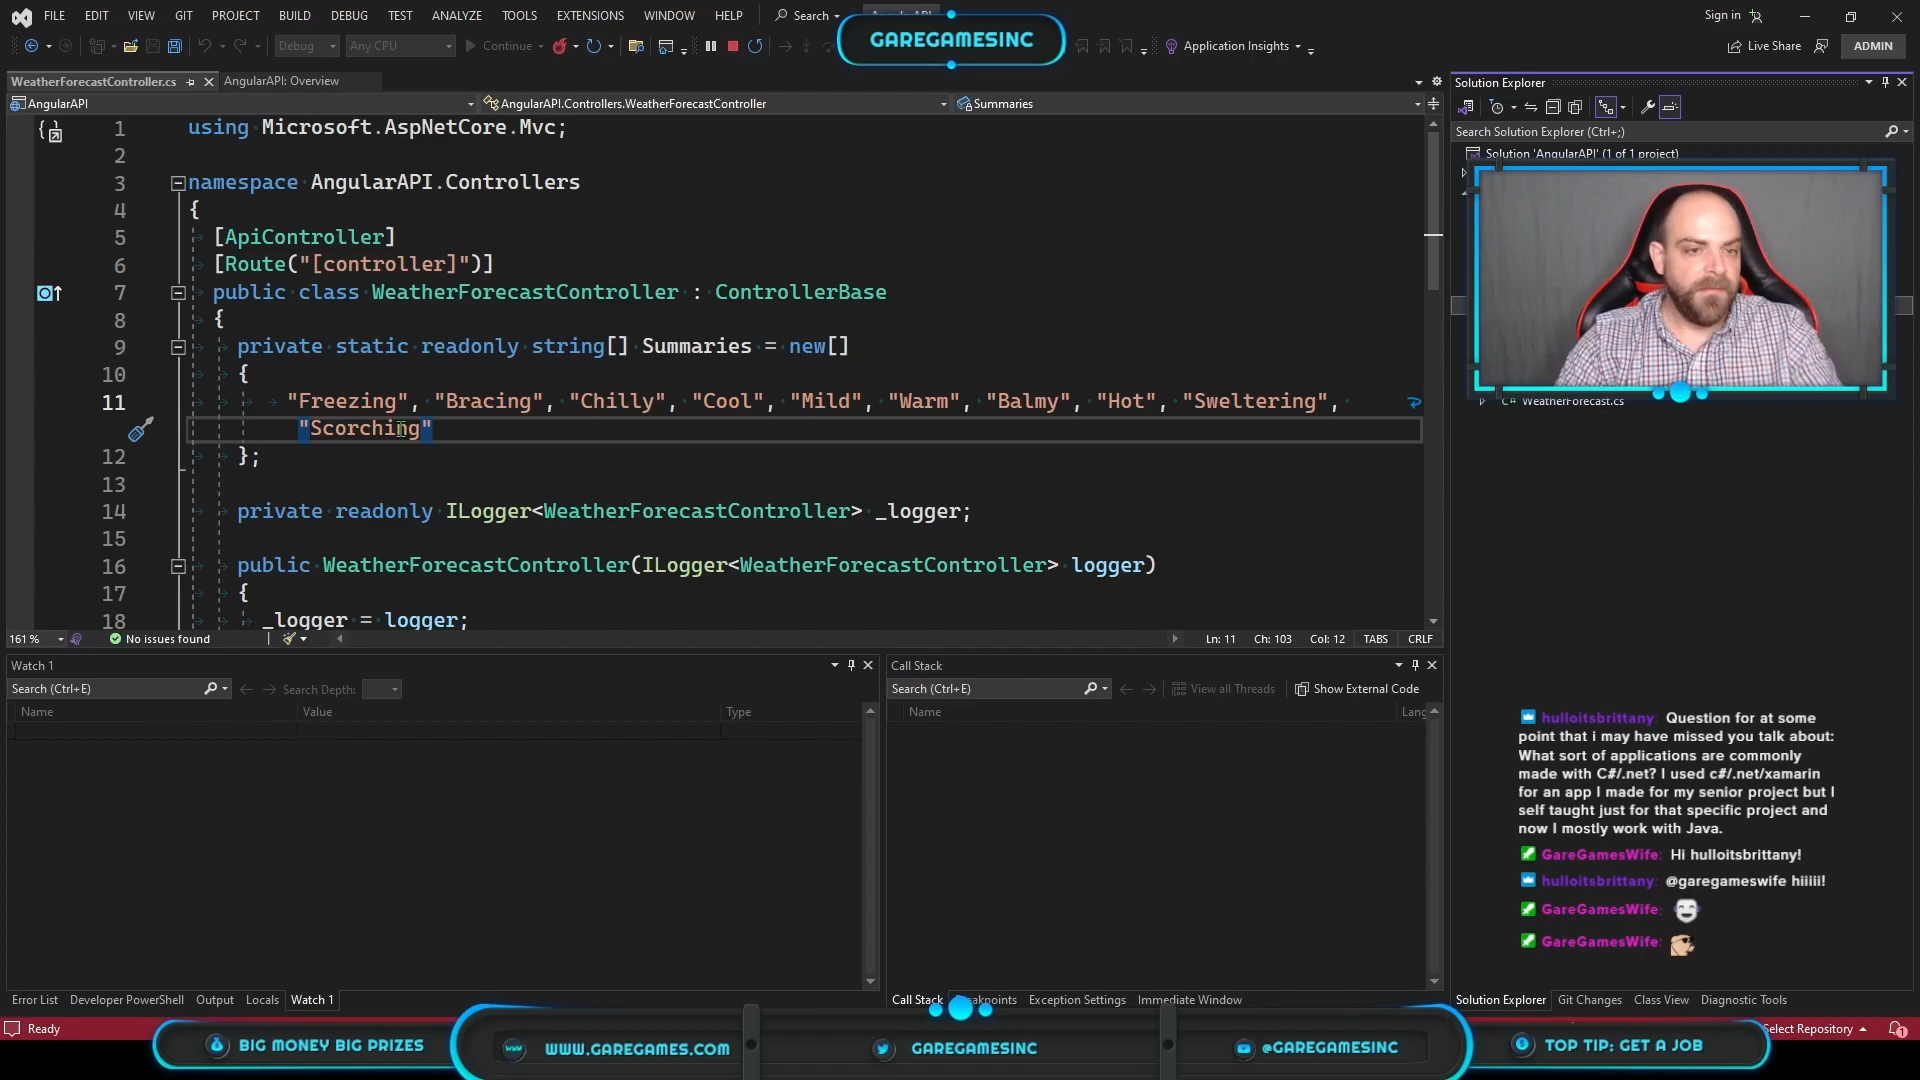 FILE EDIT VIEW GIT PROJECT BUILD DEBUG TEST ANALYZE TOOLS EXTENSIONS WINDOW HELP Search Sign in
Debug Any CPU Continue Application Insights Live Share ADMIN
GAREGAMESINC
WeatherForecastController.cs AngularAPI: Overview
AngularAPI AngularAPI.Controllers.WeatherForecastController Summaries
1 using Microsoft.AspNetCore.Mvc;
2
3 namespace AngularAPI.Controllers
4 {
5 [ApiController]
6 [Route("[controller]")]
7 public class WeatherForecastController : ControllerBase
8 {
9 private static readonly string[] Summaries = new[]
10 {
11 "Freezing", "Bracing", "Chilly", "Cool", "Mild", "Warm", "Balmy", "Hot", "Sweltering",
"Scorching"
12 };
13
14 private readonly ILogger<WeatherForecastController> _logger;
15
16 public WeatherForecastController(ILogger<WeatherForecastController> logger)
17 {
18 _logger = logger;
161 % No issues found Ln: 11 Ch: 103 Col: 12 TABS CRLF
Solution Explorer
Search Solution Explorer (Ctrl+;)
Solution 'AngularAPI' (1 of 1 project)
C# WeatherForecast.cs
Watch 1
Search (Ctrl+E) Search Depth:
Name Value Type
Call Stack
Search (Ctrl+E) View all Threads Show External Code
Name Lang
hulloitsbrittany: Question for at some
point that i may have missed you talk about:
What sort of applications are commonly
made with C#/.net? I used c#/.net/xamarin
for an app I made for my senior project but I
self taught just for that specific project and
now I mostly work with Java.
GareGamesWife: Hi hulloitsbrittany!
hulloitsbrittany: @garegameswife hiiiii!
GareGamesWife:
GareGamesWife:
Error List Developer PowerShell Output Locals Watch 1
Call Stack Breakpoints Exception Settings Immediate Window
Solution Explorer Git Changes Class View Diagnostic Tools
Ready Select Repository 1
BIG MONEY BIG PRIZES
WWW.GAREGAMES.COM
GAREGAMESINC
@GAREGAMESINC
TOP TIP: GET A JOB